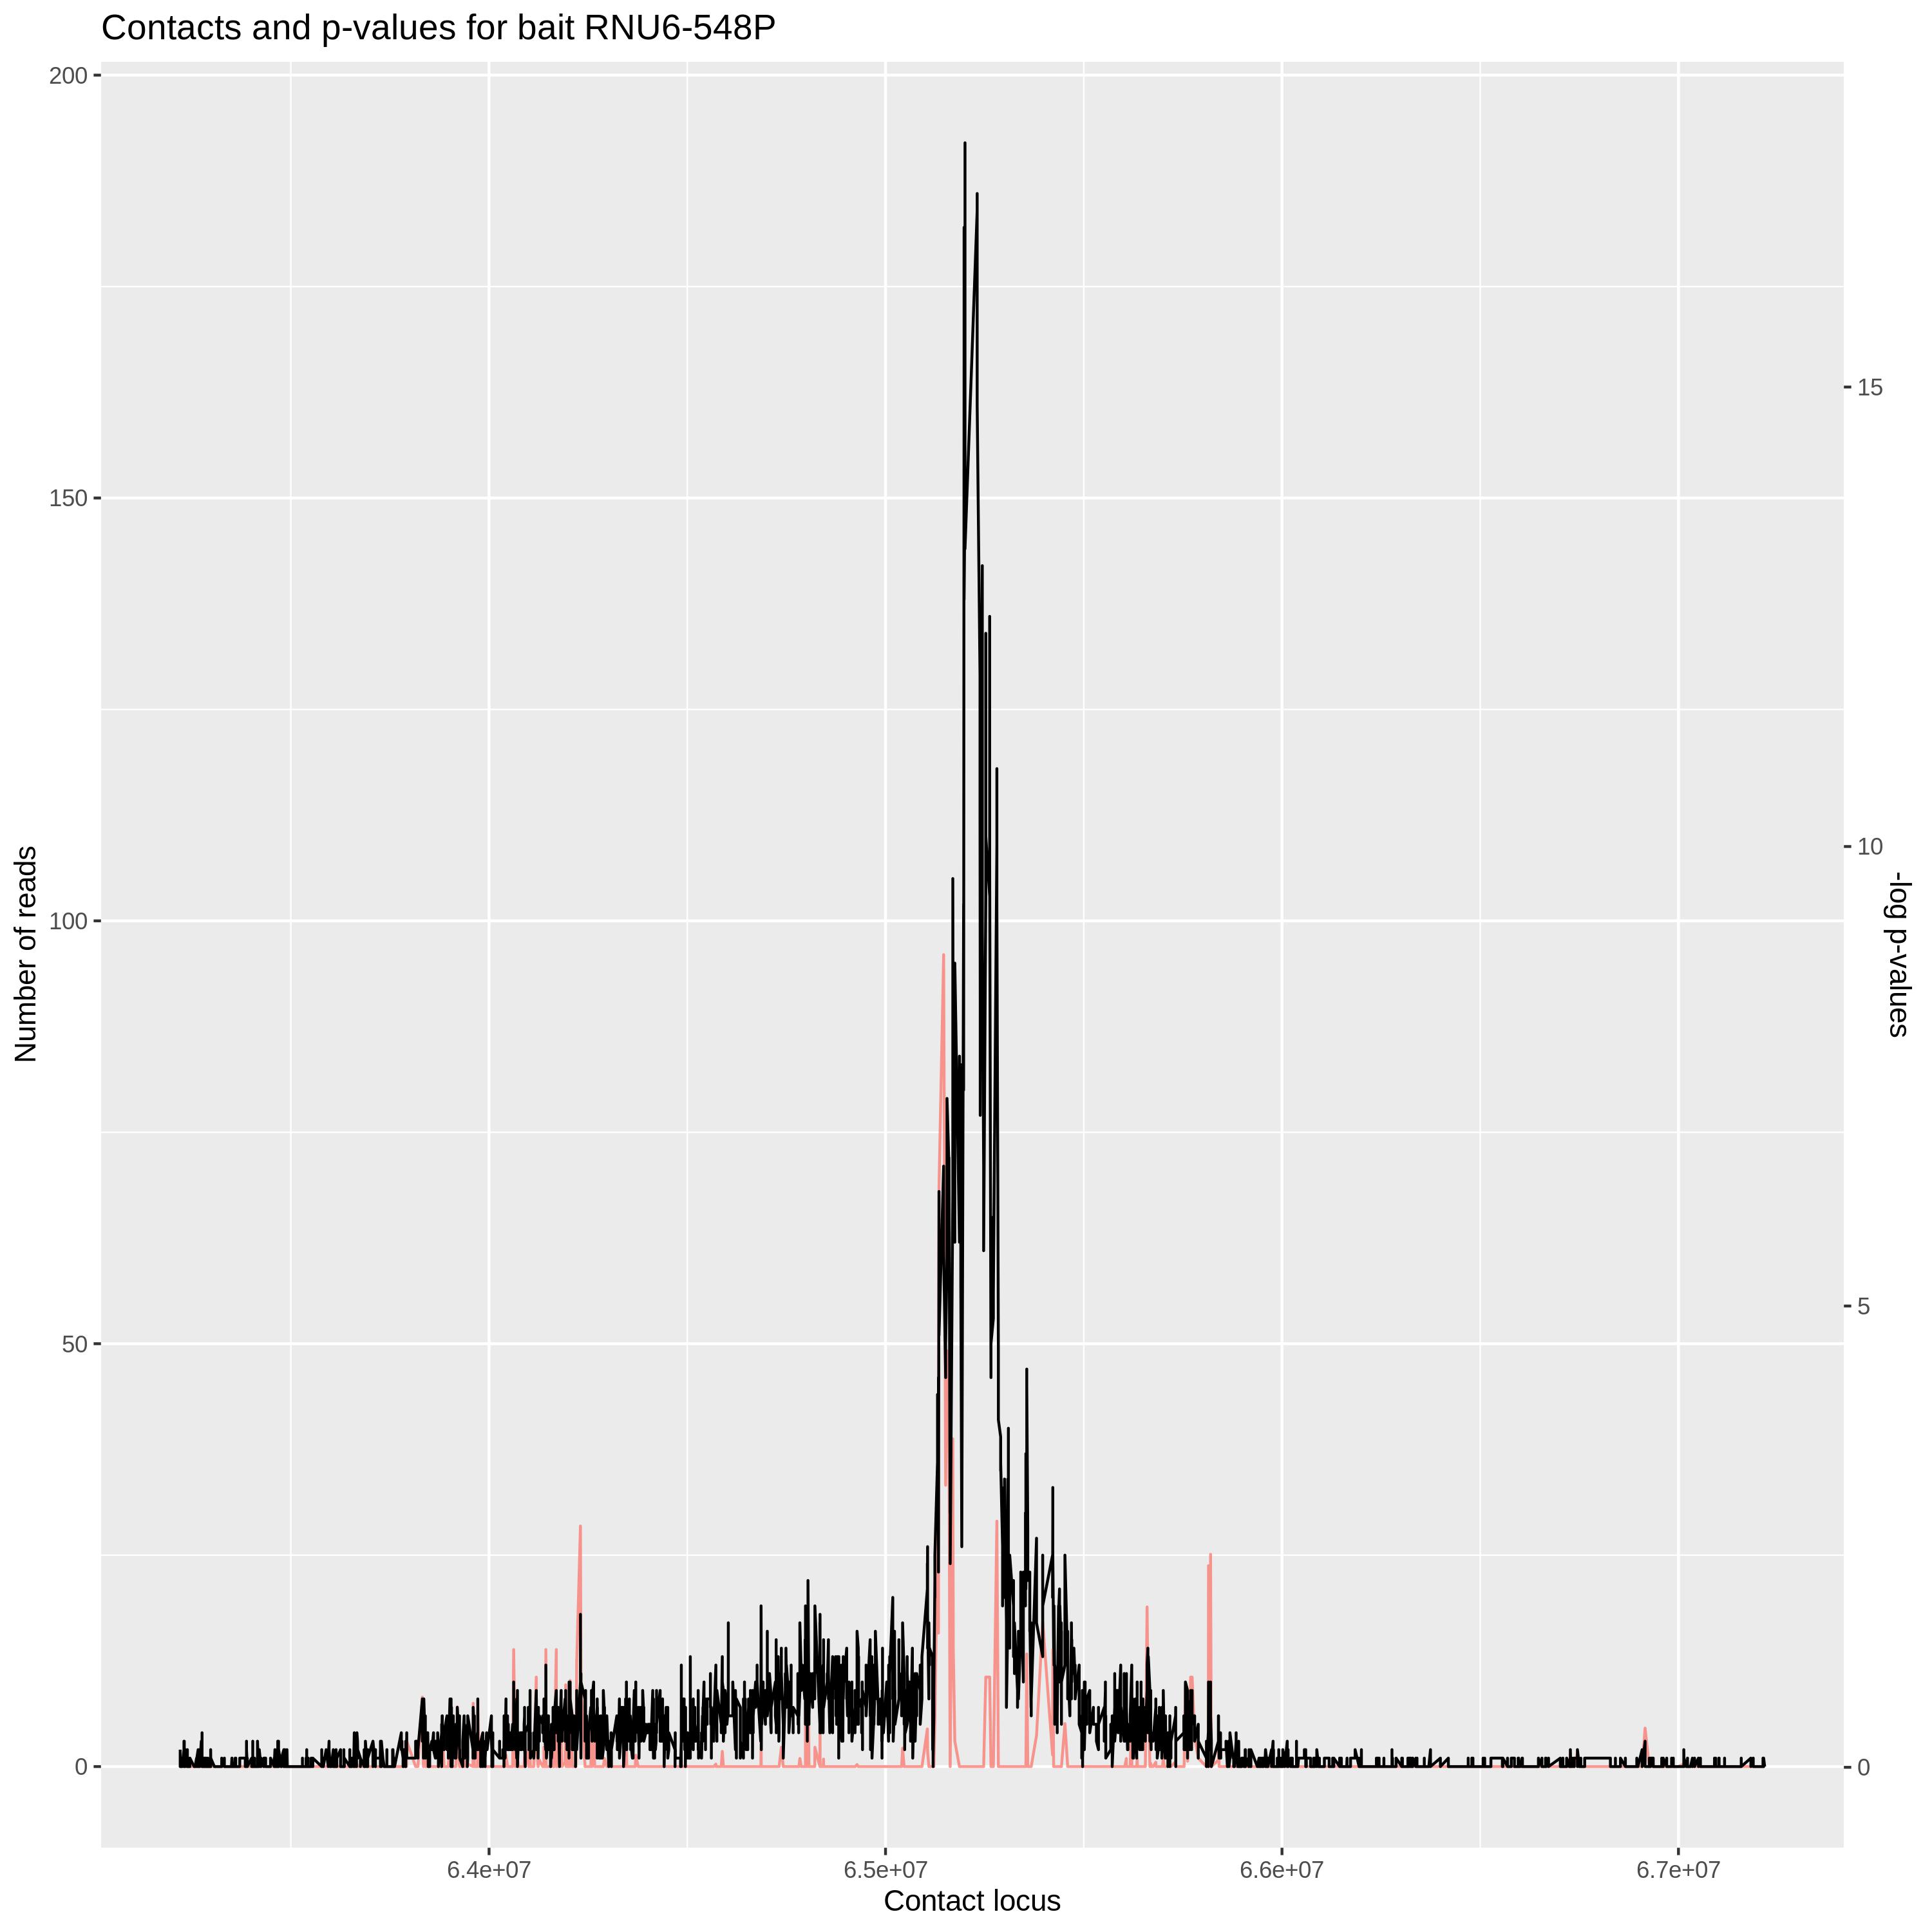 Contacts and p-values for bait RNU6-548P
200
150
100
50
0
Number of reads
15
10
5
0
-log p-values
6.4e+07
6.5e+07
6.6e+07
6.7e+07
Contact locus